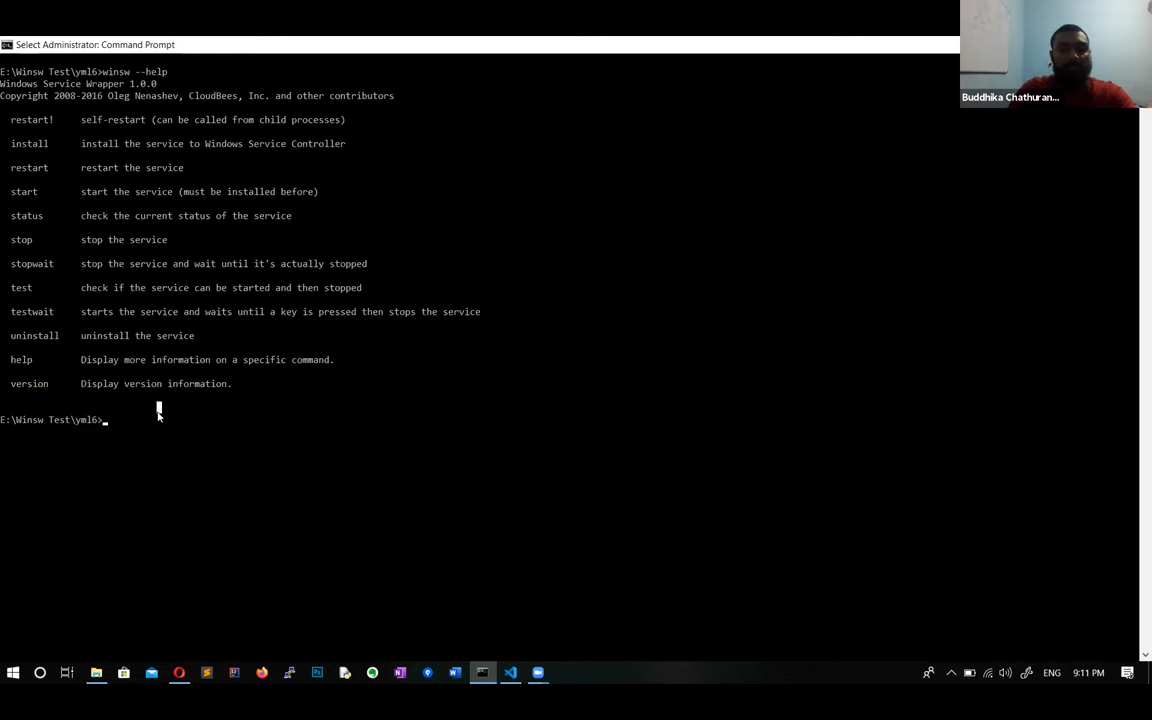 Select Administrator: Command Prompt
E:\Winsw Test\yml6>winsw --help
Windows Service Wrapper 1.0.0
Copyright 2008-2016 Oleg Nenashev, CloudBees, Inc. and other contributors
restart! self-restart (can be called from child processes)
install install the service to Windows Service Controller
restart restart the service
start start the service (must be installed before)
status check the current status of the service
stop stop the service
stopwait stop the service and wait until it's actually stopped
test check if the service can be started and then stopped
testwait starts the service and waits until a key is pressed then stops the service
uninstall uninstall the service
help Display more information on a specific command.
version Display version information.
E:\Winsw Test\yml6>
Buddhika Chathuran...
ENG 9:11 PM